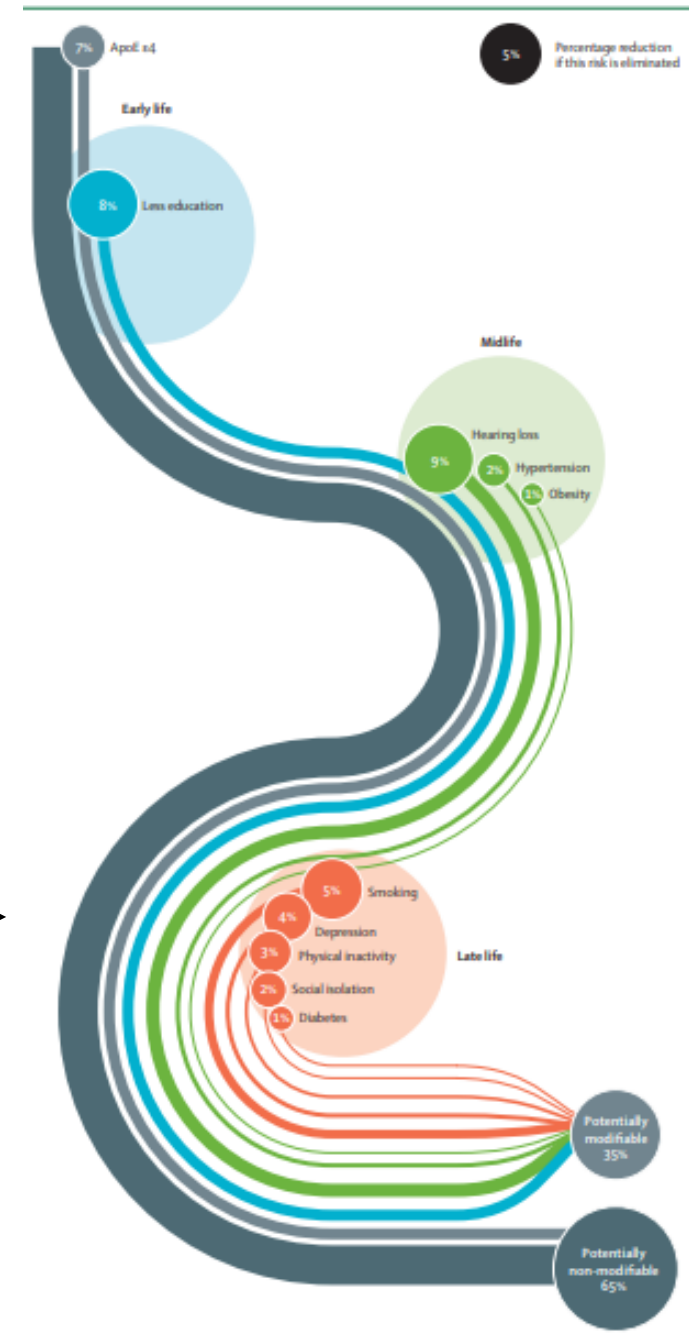 7%
ApoE ε4
5%
Percentage reduction
if this risk is eliminated
Early life
8%
Less education
Midlife
Hearing loss
9%
2%
Hypertension
1%
Obesity
5%
Smoking
4%
Depression
3%
Physical inactivity
Late life
2%
Social isolation
1%
Diabetes
Potentially
modifiable
35%
Potentially
non-modifiable
65%